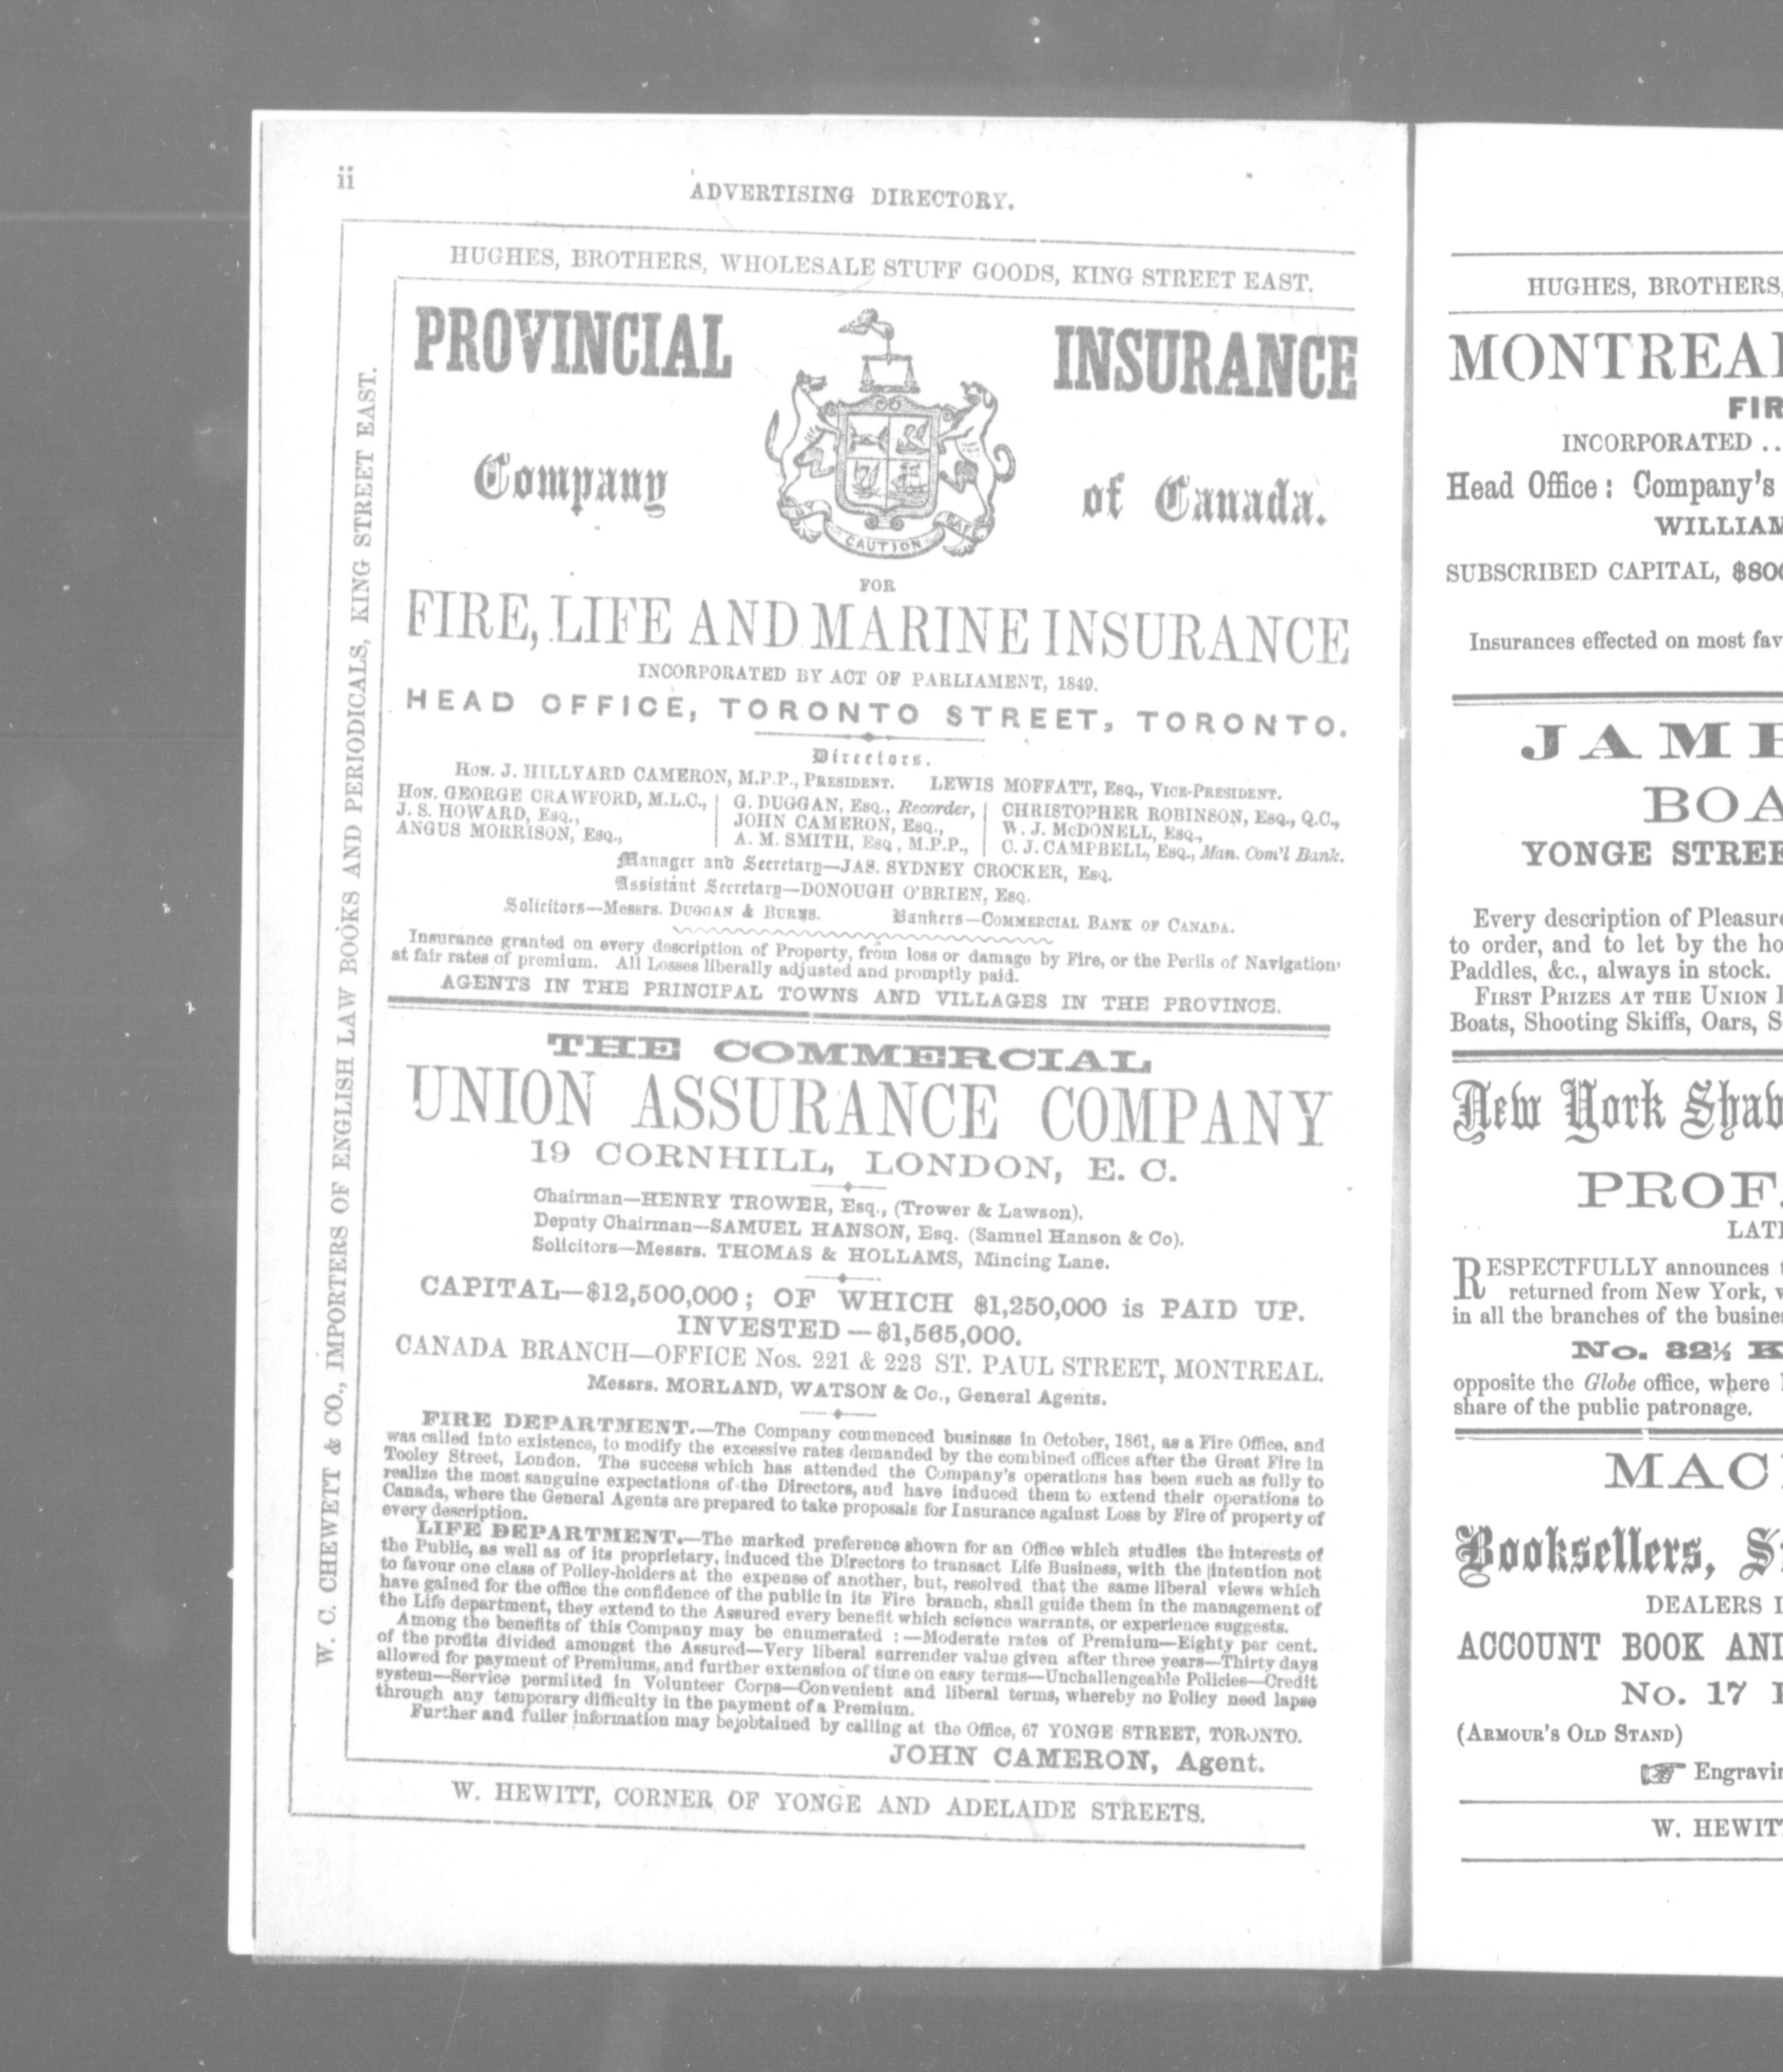 ii
ADVERTISING DIRECTORY.
HUGHES, BROTHERS, WHOLESALE STUFF GOODS, KING STREET EAST.
W. C. CHEWETT & CO., IMPORTERS OF ENGLISH LAW BOOKS AND PERIODICALS, KING STREET EAST.
PROVINCIAL INSURANCE
Company of Canada.
CAUTION
FOR
FIRE, LIFE AND MARINE INSURANCE
INCORPORATED BY ACT OF PARLIAMENT, 1849.
HEAD OFFICE, TORONTO STREET, TORONTO.
Directors.
HON. J. HILLYARD CAMERON, M.P.P., PRESIDENT. LEWIS MOFFATT, ESQ., VICE-PRESIDENT.
HON. GEORGE CRAWFORD, M.L.C., G. DUGGAN, ESQ., Recorder, CHRISTOPHER ROBINSON, ESQ., Q.C.,
J. S. HOWARD, ESQ., JOHN CAMERON, ESQ., W. J. McDONELL, ESQ.,
ANGUS MORRISON, ESQ., A. M. SMITH, ESQ, M.P.P., C. J. CAMPBELL, ESQ., Man. Com'l Bank.
Manager and Secretary—JAS. SYDNEY CROCKER, ESQ.
Assistant Secretary—DONOUGH O'BRIEN, ESQ.
Solicitors—Messrs. DUGGAN & BURNS. Bankers—COMMERCIAL BANK OF CANADA.
Insurance granted on every description of Property, from loss or damage by Fire, or the Perils of Navigation,
at fair rates of premium. All Losses liberally adjusted and promptly paid.
AGENTS IN THE PRINCIPAL TOWNS AND VILLAGES IN THE PROVINCE.
THE COMMERCIAL
UNION ASSURANCE COMPANY
19 CORNHILL, LONDON, E. C.
Chairman—HENRY TROWER, Esq., (Trower & Lawson).
Deputy Chairman—SAMUEL HANSON, Esq. (Samuel Hanson & Co).
Solicitors—Messrs. THOMAS & HOLLAMS, Mincing Lane.
CAPITAL—$12,500,000; OF WHICH $1,250,000 is PAID UP.
INVESTED—$1,565,000.
CANADA BRANCH—OFFICE Nos. 221 & 223 ST. PAUL STREET, MONTREAL.
Messrs. MORLAND, WATSON & Co., General Agents.
FIRE DEPARTMENT.—The Company commenced business in October, 1861, as a Fire Office, and
was called into existence, to modify the excessive rates demanded by the combined offices after the Great Fire in
Tooley Street, London. The success which has attended the Company's operations has been such as fully to
realize the most sanguine expectations of the Directors, and have induced them to extend their operations to
Canada, where the General Agents are prepared to take proposals for Insurance against Loss by Fire of property of
every description.
LIFE DEPARTMENT.—The marked preference shown for an Office which studies the interests of
the Public, as well as of its proprietary, induced the Directors to transact Life Business, with the intention not
to favour one class of Policy-holders at the expense of another, but, resolved that the same liberal views which
have gained for the office the confidence of the public in its Fire branch, shall guide them in the management of
the Life department, they extend to the Assured every benefit which science warrants, or experience suggests.
Among the benefits of this Company may be enumerated :—Moderate rates of Premium—Eighty per cent.
of the profits divided amongst the Assured—Very liberal surrender value given after three years—Thirty days
allowed for payment of Premiums, and further extension of time on easy terms—Unchallengeable Policies—Credit
system—Service permitted in Volunteer Corps—Convenient and liberal terms, whereby no Policy need lapse
through any temporary difficulty in the payment of a Premium.
Further and fuller information may be obtained by calling at the Office, 67 YONGE STREET, TORONTO.
JOHN CAMERON, Agent.
W. HEWITT, CORNER OF YONGE AND ADELAIDE STREETS.
HUGHES, BROTHERS,
MONTREAL
FIR
INCORPORATED ..
Head Office: Company's
WILLIAM
SUBSCRIBED CAPITAL, $800
Insurances effected on most fav
JAME
BOA
YONGE STREE
Every description of Pleasure
to order, and to let by the ho
Paddles, &c., always in stock.
FIRST PRIZES AT THE UNION
Boats, Shooting Skiffs, Oars, S
New York Shav
PROF.
LATE
RESPECTFULLY announces t
returned from New York, w
in all the branches of the busines
No. 82½ K
opposite the Globe office, where
share of the public patronage.
MAC
Booksellers, St
DEALERS I
ACCOUNT BOOK AND
No. 17
(ARMOUR'S OLD STAND)
☞ Engravin
W. HEWIT